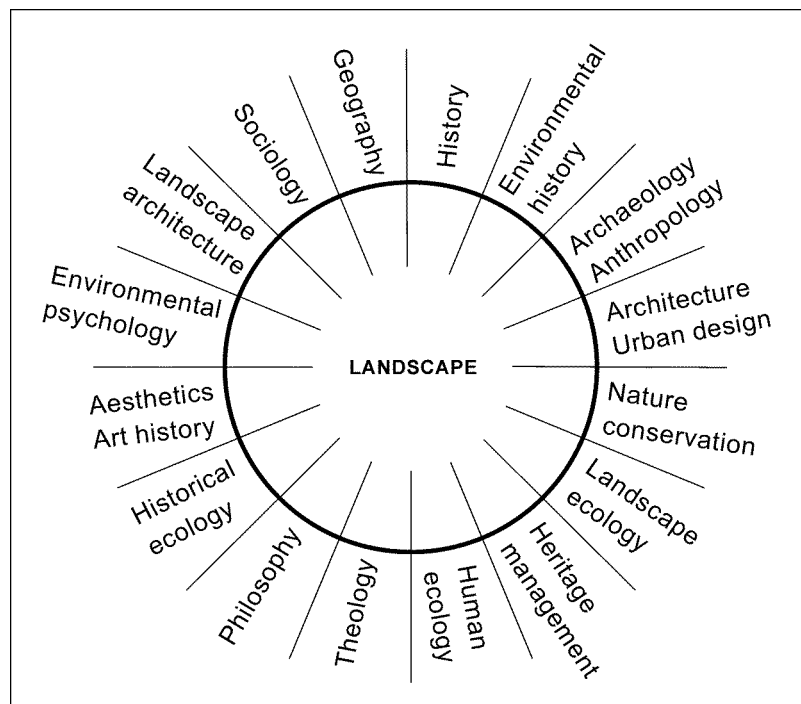 Geography
History
Environmental
history
Archaeology
Anthropology
Architecture
Urban design
Nature
conservation
Landscape
ecology
Heritage
management
Human
ecology
Theology
Philosophy
Historical
ecology
Aesthetics
Art history
Environmental
psychology
Landscape
architecture
Sociology
LANDSCAPE